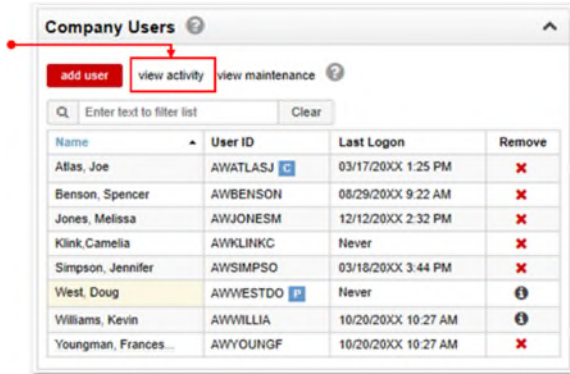 Company Users ?
add user view activity view maintenance ?
Enter text to filter list Clear
Name User ID Last Logon Remove
Atlas, Joe AWATLASJ C 03/17/20XX 1:25 PM
Benson, Spencer AWBENSON 08/29/20XX 9:22 AM
Jones, Melissa AWJONESM 12/12/20XX 2:32 PM
Klink,Camelia AWKLINKC Never
Simpson, Jennifer AWSIMPSO 03/18/20XX 3:44 PM
West, Doug AWWESTDO P Never
Williams, Kevin AWWILLIA 10/20/20XX 10:27 AM
Youngman, Frances... AWYOUNGF 10/20/20XX 10:27 AM